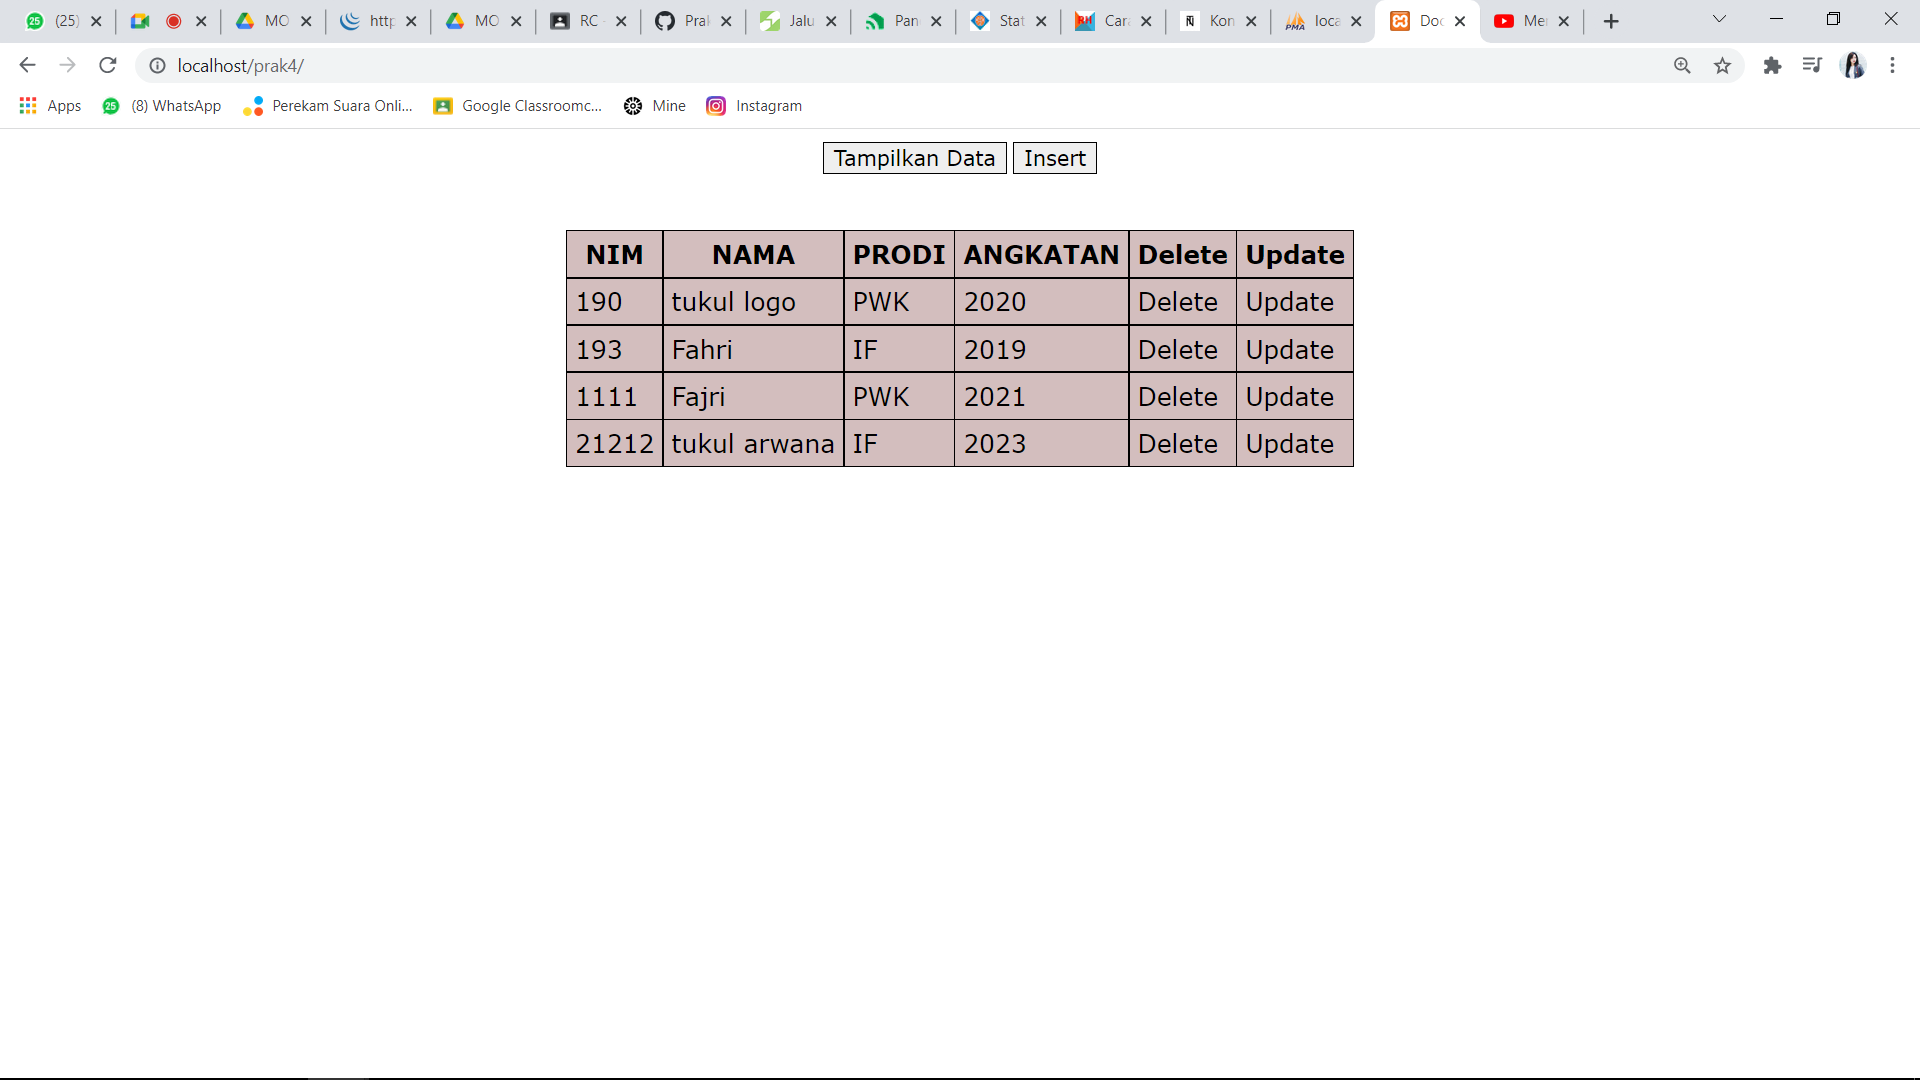 (25) MO http MO RC Prak Jalu Pan Stat Cara Kon loca Doc Mer
localhost/prak4/
Apps (8) WhatsApp Perekam Suara Onli... Google Classroomc... Mine Instagram
Tampilkan Data Insert
NIM NAMA PRODI ANGKATAN Delete Update
190 tukul logo PWK 2020 Delete Update
193 Fahri IF 2019 Delete Update
1111 Fajri PWK 2021 Delete Update
21212 tukul arwana IF 2023 Delete Update